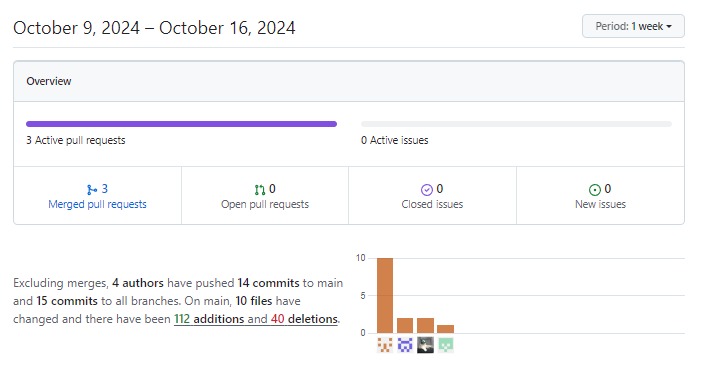 October 9, 2024 – October 16, 2024
Period: 1 week
Overview
3 Active pull requests
0 Active issues
3
Merged pull requests
0
Open pull requests
0
Closed issues
0
New issues
Excluding merges, 4 authors have pushed 14 commits to main
and 15 commits to all branches. On main, 10 files have
changed and there have been 112 additions and 40 deletions.
10
5
0